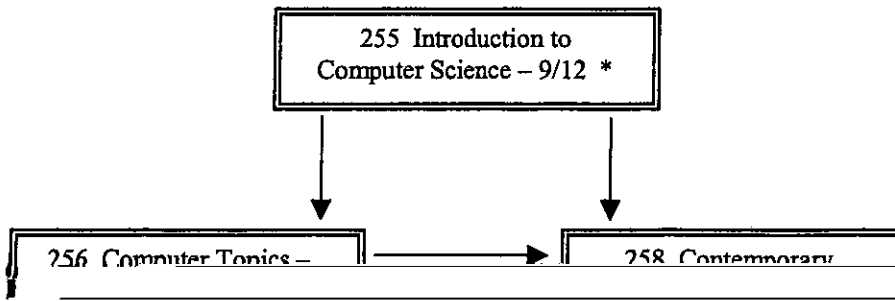 255 Introduction to
Computer Science – 9/12 *
256 Computer Topics –
258 Contemporary